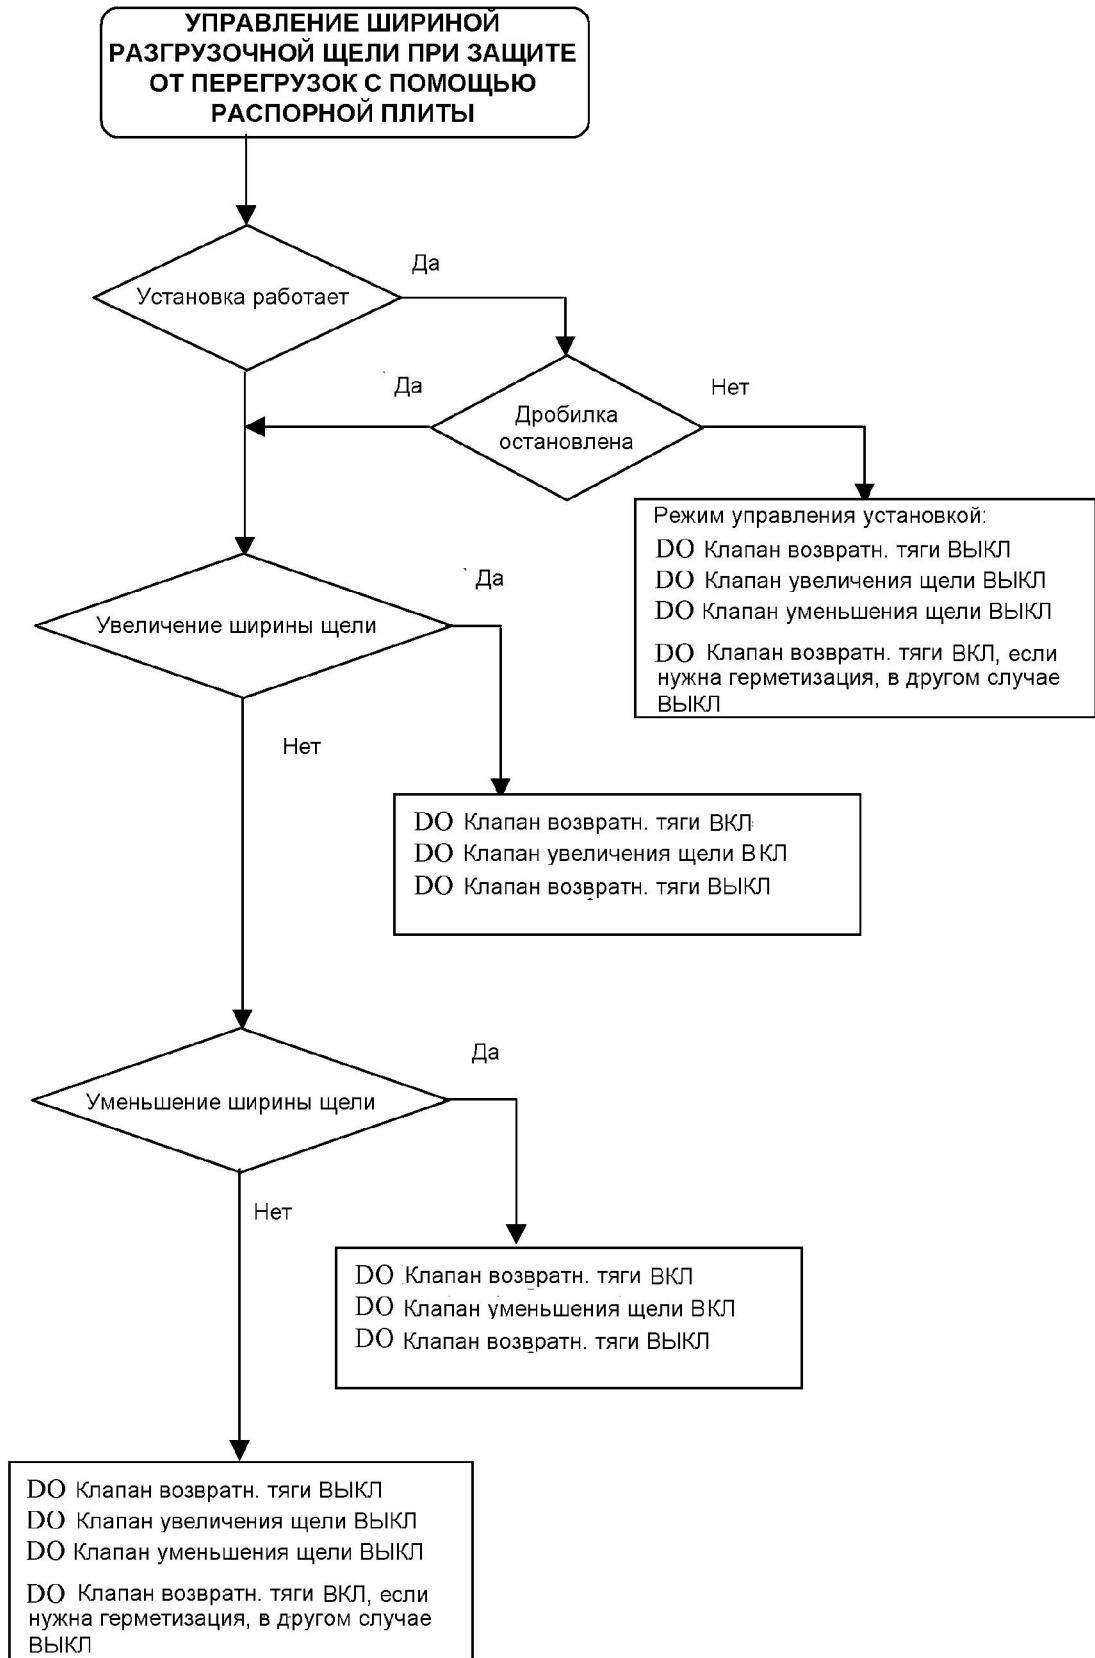 УПРАВЛЕНИЕ ШИРИНОЙ
РАЗГРУЗОЧНОЙ ЩЕЛИ ПРИ ЗАЩИТЕ
ОТ ПЕРЕГРУЗОК С ПОМОЩЬЮ
РАСПОРНОЙ ПЛИТЫ
Да
Установка работает
Да
Нет
Дробилка
остановлена
Режим управления установкой:
DO Клапан возвратн. тяги ВЫКЛ
DO Клапан увеличения щели ВЫКЛ
DO Клапан уменьшения щели ВЫКЛ
DO Клапан возвратн. тяги ВКЛ, если
нужна герметизация, в другом случае
ВЫКЛ
Да
Увеличение ширины щели
Нет
DO Клапан возвратн. тяги ВКЛ
DO Клапан увеличения щели ВКЛ
DO Клапан возвратн. тяги ВЫКЛ
Да
Уменьшение ширины щели
Нет
DO Клапан возвратн. тяги ВКЛ
DO Клапан уменьшения щели ВКЛ
DO Клапан возвратн. тяги ВЫКЛ
DO Клапан возвратн. тяги ВЫКЛ
DO Клапан увеличения щели ВЫКЛ
DO Клапан уменьшения щели ВЫКЛ
DO Клапан возвратн. тяги ВКЛ, если
нужна герметизация, в другом случае
ВЫКЛ